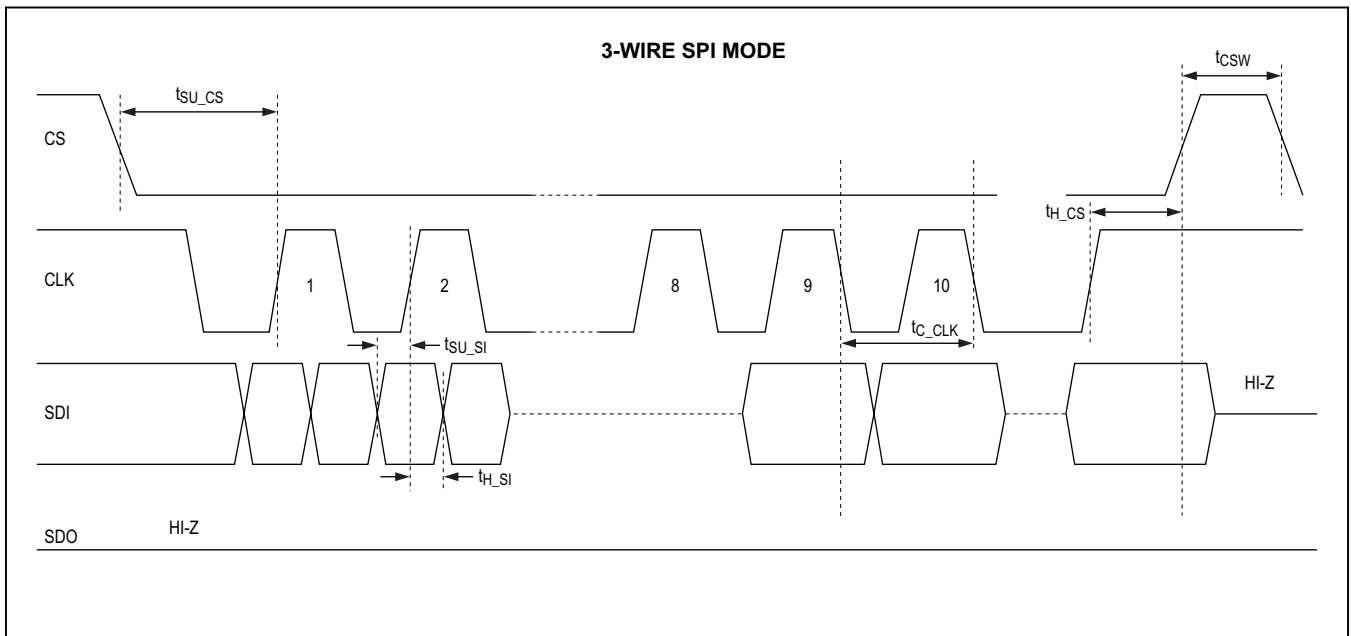 3-WIRE SPI MODE
tCSW
tSU_CS
CS
tH_CS
CLK
1
2
8
9
10
tC_CLK
tSU_SI
HI-Z
SDI
tH_SI
HI-Z
SDO